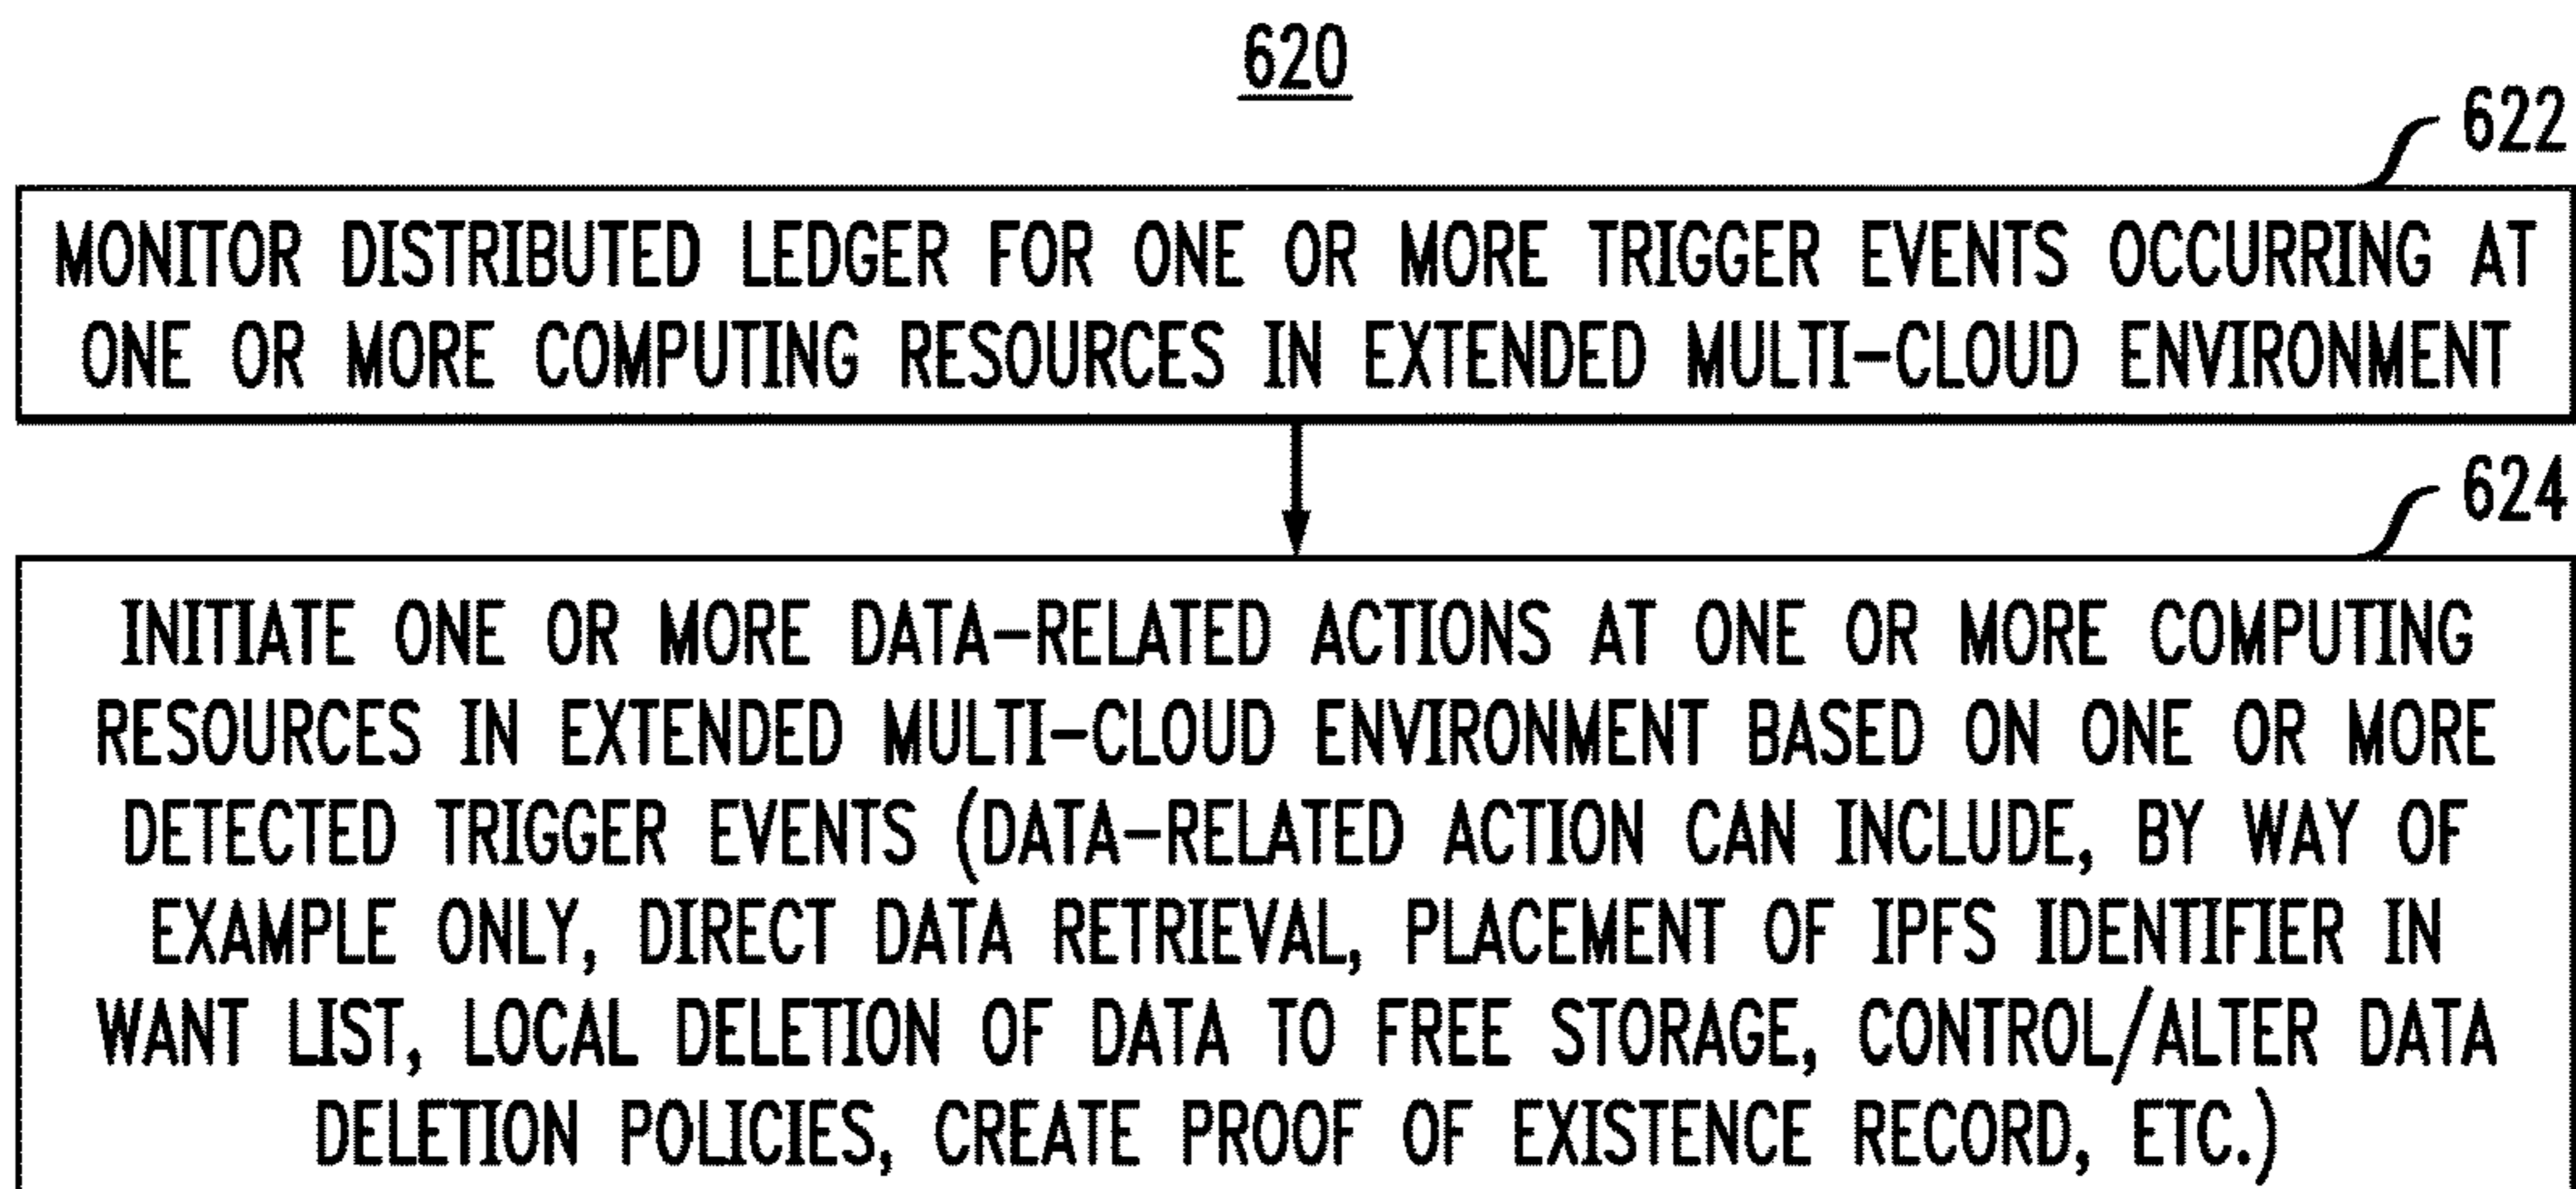 620
622
MONITOR DISTRIBUTED LEDGER FOR ONE OR MORE TRIGGER EVENTS OCCURRING AT
ONE OR MORE COMPUTING RESOURCES IN EXTENDED MULTI-CLOUD ENVIRONMENT
624
INITIATE ONE OR MORE DATA-RELATED ACTIONS AT ONE OR MORE COMPUTING
RESOURCES IN EXTENDED MULTI-CLOUD ENVIRONMENT BASED ON ONE OR MORE
DETECTED TRIGGER EVENTS (DATA-RELATED ACTION CAN INCLUDE, BY WAY OF
EXAMPLE ONLY, DIRECT DATA RETRIEVAL, PLACEMENT OF IPFS IDENTIFIER IN
WANT LIST, LOCAL DELETION OF DATA TO FREE STORAGE, CONTROL/ALTER DATA
DELETION POLICIES, CREATE PROOF OF EXISTENCE RECORD, ETC.)